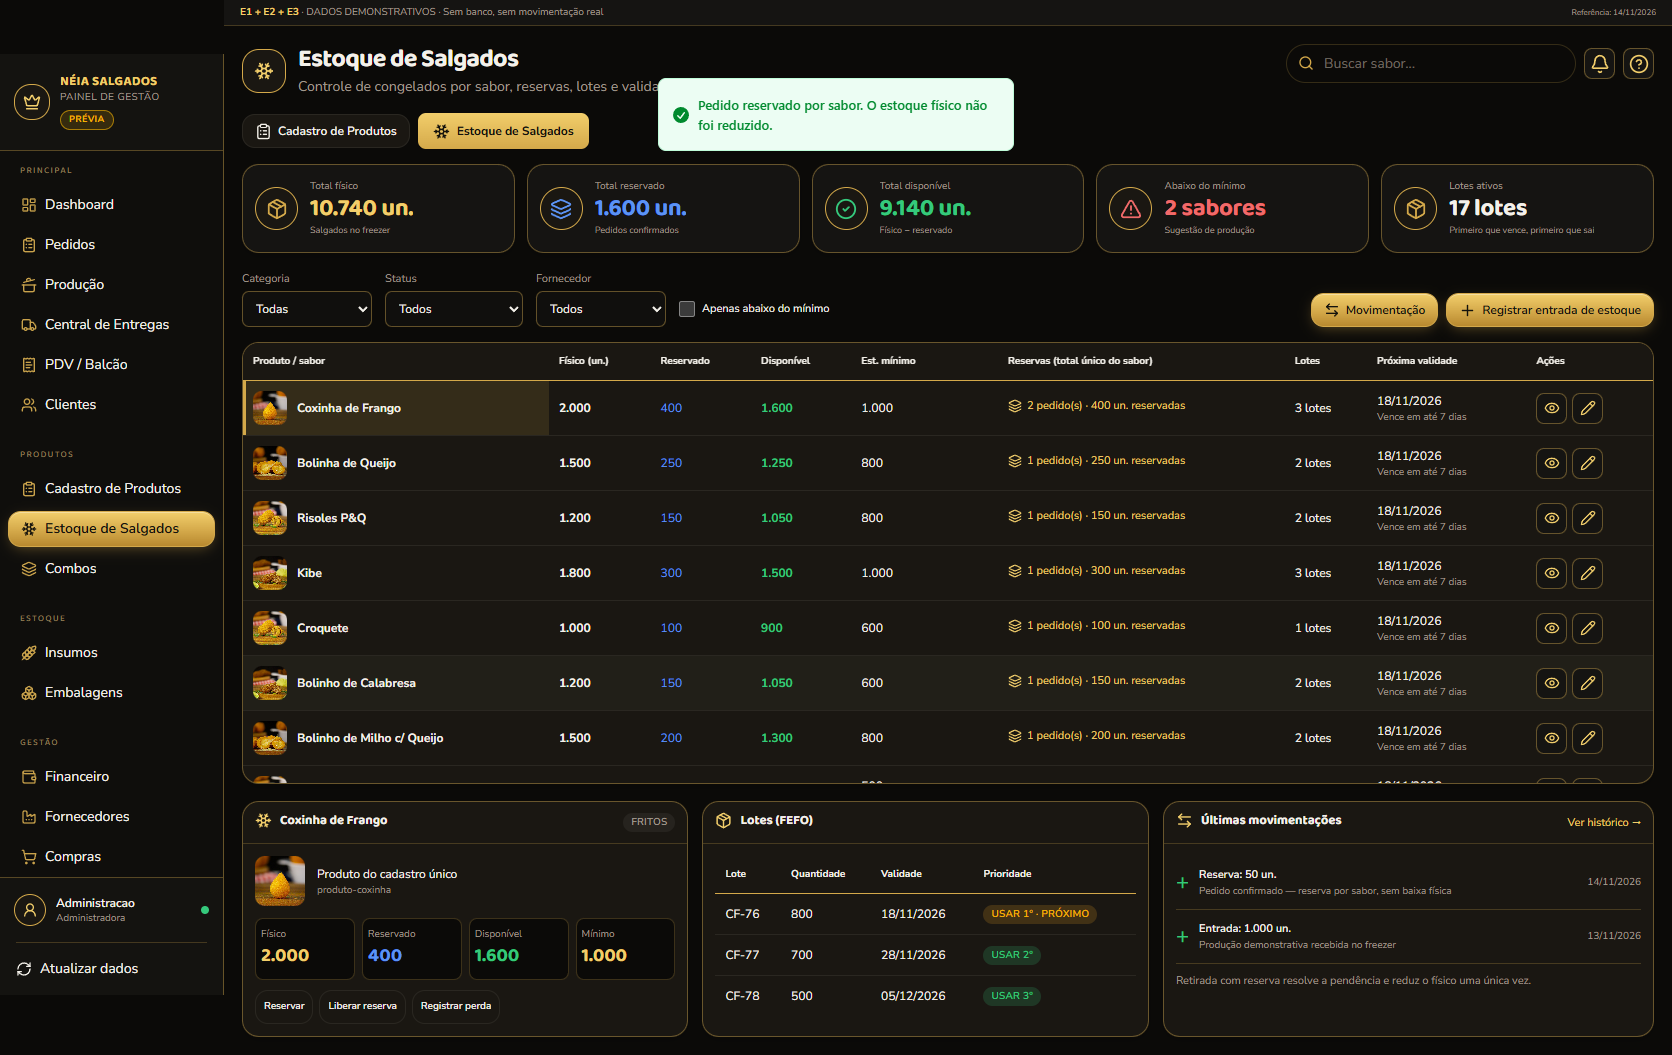 E1 + E2 + E3 · DADOS DEMONSTRATIVOS · Sem banco, sem movimentação real
Referência: 14/11/2026
NÉIA SALGADOS
PAINEL DE GESTÃO
PRÉVIA
PRINCIPAL
Dashboard
Pedidos
Produção
Central de Entregas
PDV / Balcão
Clientes
PRODUTOS
Cadastro de Produtos
Estoque de Salgados
Combos
ESTOQUE
Insumos
Embalagens
GESTÃO
Financeiro
Fornecedores
Compras
Administracao
Administradora
Atualizar dados
Estoque de Salgados
Controle de congelados por sabor, reservas, lotes e valida
Buscar sabor...
Pedido reservado por sabor. O estoque físico não
foi reduzido.
Cadastro de Produtos
Estoque de Salgados
Total físico
10.740 un.
Salgados no freezer
Total reservado
1.600 un.
Pedidos confirmados
Total disponível
9.140 un.
Físico − reservado
Abaixo do mínimo
2 sabores
Sugestão de produção
Lotes ativos
17 lotes
Primeiro que vence, primeiro que sai
Categoria
Todas
Status
Todos
Fornecedor
Todos
Apenas abaixo do mínimo
Movimentação
Registrar entrada de estoque
Produto / sabor Físico (un.) Reservado Disponível Est. mínimo Reservas (total único do sabor) Lotes Próxima validade Ações
Coxinha de Frango 2.000 400 1.600 1.000 2 pedido(s) · 400 un. reservadas 3 lotes 18/11/2026
Vence em até 7 dias
Bolinha de Queijo 1.500 250 1.250 800 1 pedido(s) · 250 un. reservadas 2 lotes 18/11/2026
Vence em até 7 dias
Risoles P&Q 1.200 150 1.050 800 1 pedido(s) · 150 un. reservadas 2 lotes 18/11/2026
Vence em até 7 dias
Kibe 1.800 300 1.500 1.000 1 pedido(s) · 300 un. reservadas 3 lotes 18/11/2026
Vence em até 7 dias
Croquete 1.000 100 900 600 1 pedido(s) · 100 un. reservadas 1 lotes 18/11/2026
Vence em até 7 dias
Bolinho de Calabresa 1.200 150 1.050 600 1 pedido(s) · 150 un. reservadas 2 lotes 18/11/2026
Vence em até 7 dias
Bolinho de Milho c/ Queijo 1.500 200 1.300 800 1 pedido(s) · 200 un. reservadas 2 lotes 18/11/2026
Vence em até 7 dias
Coxinha de Frango
FRITOS
Produto do cadastro único
produto-coxinha
Físico
2.000
Reservado
400
Disponível
1.600
Mínimo
1.000
Reservar
Liberar reserva
Registrar perda
Lotes (FEFO)
Lote Quantidade Validade Prioridade
CF-76 800 18/11/2026 USAR 1º · PRÓXIMO
CF-77 700 28/11/2026 USAR 2º
CF-78 500 05/12/2026 USAR 3º
Últimas movimentações
Ver histórico →
Reserva: 50 un.
Pedido confirmado — reserva por sabor, sem baixa física
14/11/2026
Entrada: 1.000 un.
Produção demonstrativa recebida no freezer
13/11/2026
Retirada com reserva resolve a pendência e reduz o físico uma única vez.